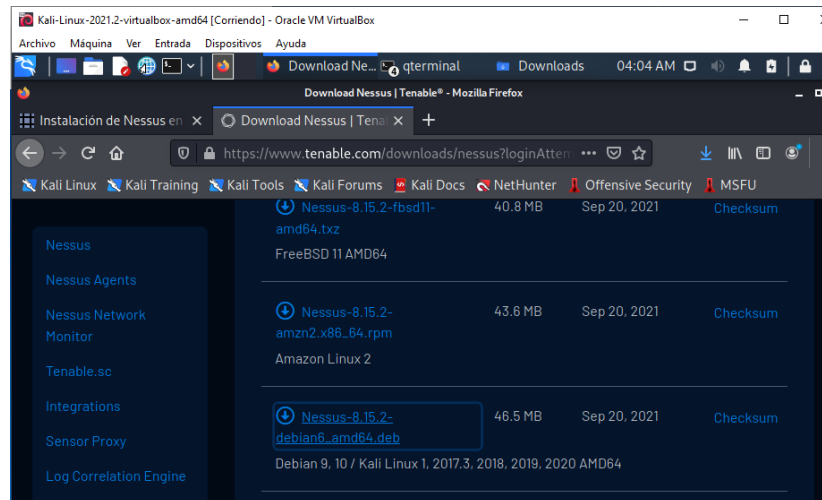 Kali-Linux-2021.2-virtualbox-amd64 [Corriendo] - Oracle VM VirtualBox
Archivo Máquina Ver Entrada Dispositivos Ayuda
Download Ne... qterminal Downloads 04:04 AM
Download Nessus | Tenable® - Mozilla Firefox
Instalación de Nessus en Download Nessus | Tena
https://www.tenable.com/downloads/nessus?loginAttem
Kali Linux Kali Training Kali Tools Kali Forums Kali Docs NetHunter Offensive Security MSFU
Nessus-8.15.2-fbsd11- 40.8 MB Sep 20, 2021 Checksum
amd64.txz
Nessus
FreeBSD 11 AMD64
Nessus Agents
Nessus Network
Monitor
Nessus-8.15.2- 43.6 MB Sep 20, 2021 Checksum
amzn2.x86_64.rpm
Amazon Linux 2
Tenable.sc
Integrations
Sensor Proxy
Log Correlation Engine
Nessus-8.15.2- 46.5 MB Sep 20, 2021 Checksum
debian6_amd64.deb
Debian 9, 10 / Kali Linux 1, 2017.3, 2018, 2019, 2020 AMD64